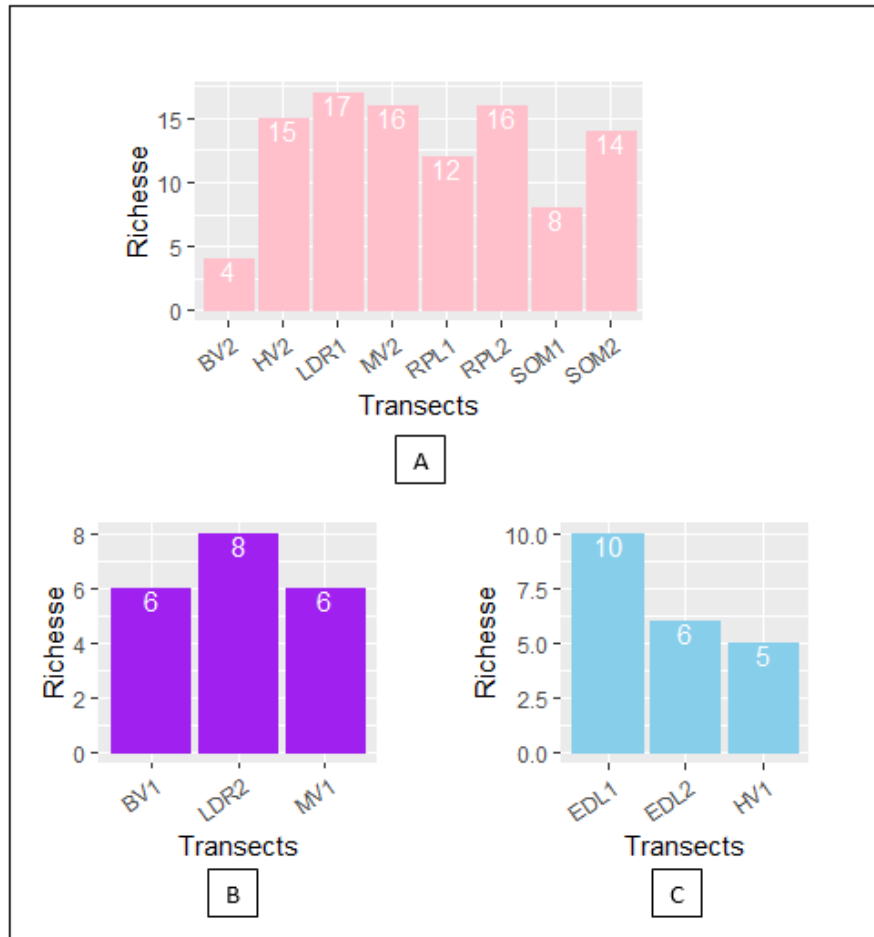 15
10
5
0
Richesse
4
15
17
16
12
16
8
14
BV2
HV2
LDR1
MV2
RPL1
RPL2
SOM1
SOM2
Transects
A
8
6
4
2
0
Richesse
6
8
6
BV1
LDR2
MV1
Transects
B
10.0
7.5
5.0
2.5
0.0
Richesse
10
6
5
EDL1
EDL2
HV1
Transects
C